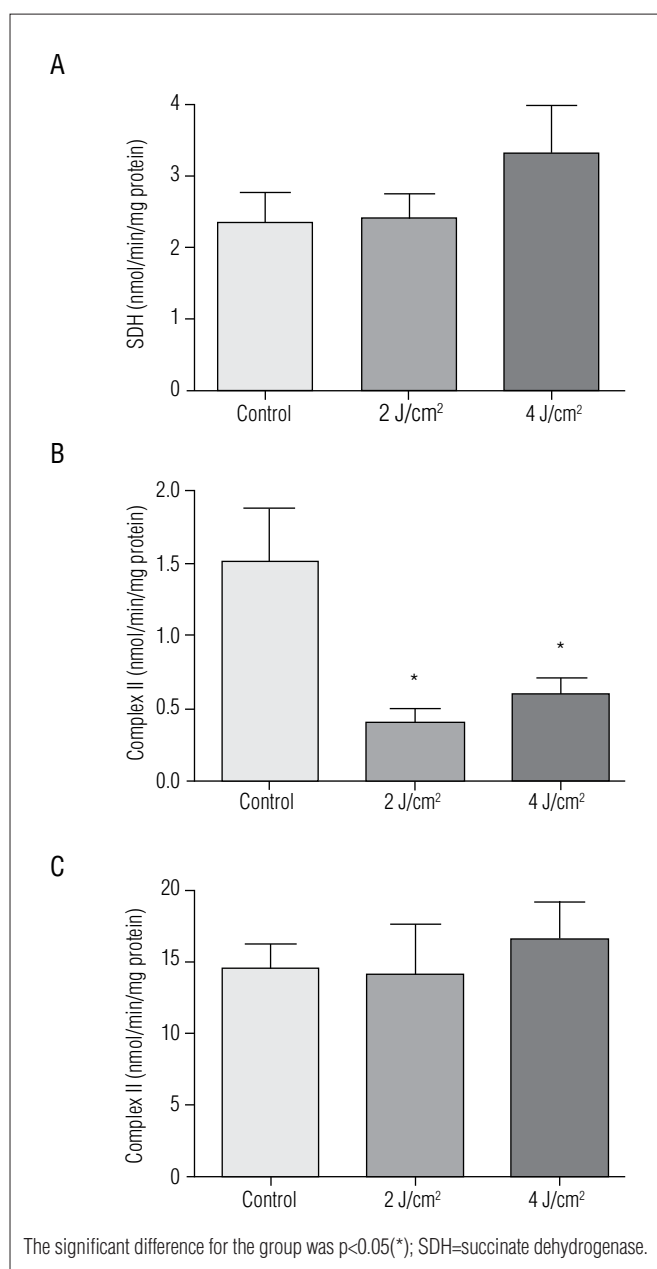 A
SDH (nmol/min/mg protein)
4
3
2
1
0
Control 2 J/cm² 4 J/cm²
B
Complex II (nmol/min/mg protein)
2.0
1.5
1.0
0.5
0.0
* *
Control 2 J/cm² 4 J/cm²
C
Complex II (nmol/min/mg protein)
20
15
10
5
0
Control 2 J/cm² 4 J/cm²
The significant difference for the group was p<0.05(*); SDH=succinate dehydrogenase.